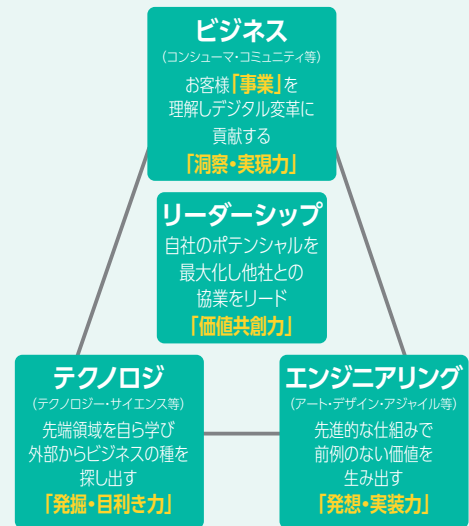 ビジネス
（コンシューマ・コミュニティ等）
お客様「事業」を
理解しデジタル変革に
貢献する
「洞察・実現力」
リーダーシップ
自社のポテンシャルを
最大化し他社との
協業をリード
「価値共創力」
テクノロジ
（テクノロジー・サイエンス等）
先端領域を自ら学び
外部からビジネスの種を
探し出す
「発掘・目利き力」
エンジニアリング
（アート・デザイン・アジャイル等）
先進的な仕組みで
前例のない価値を
生み出す
「発想・実装力」